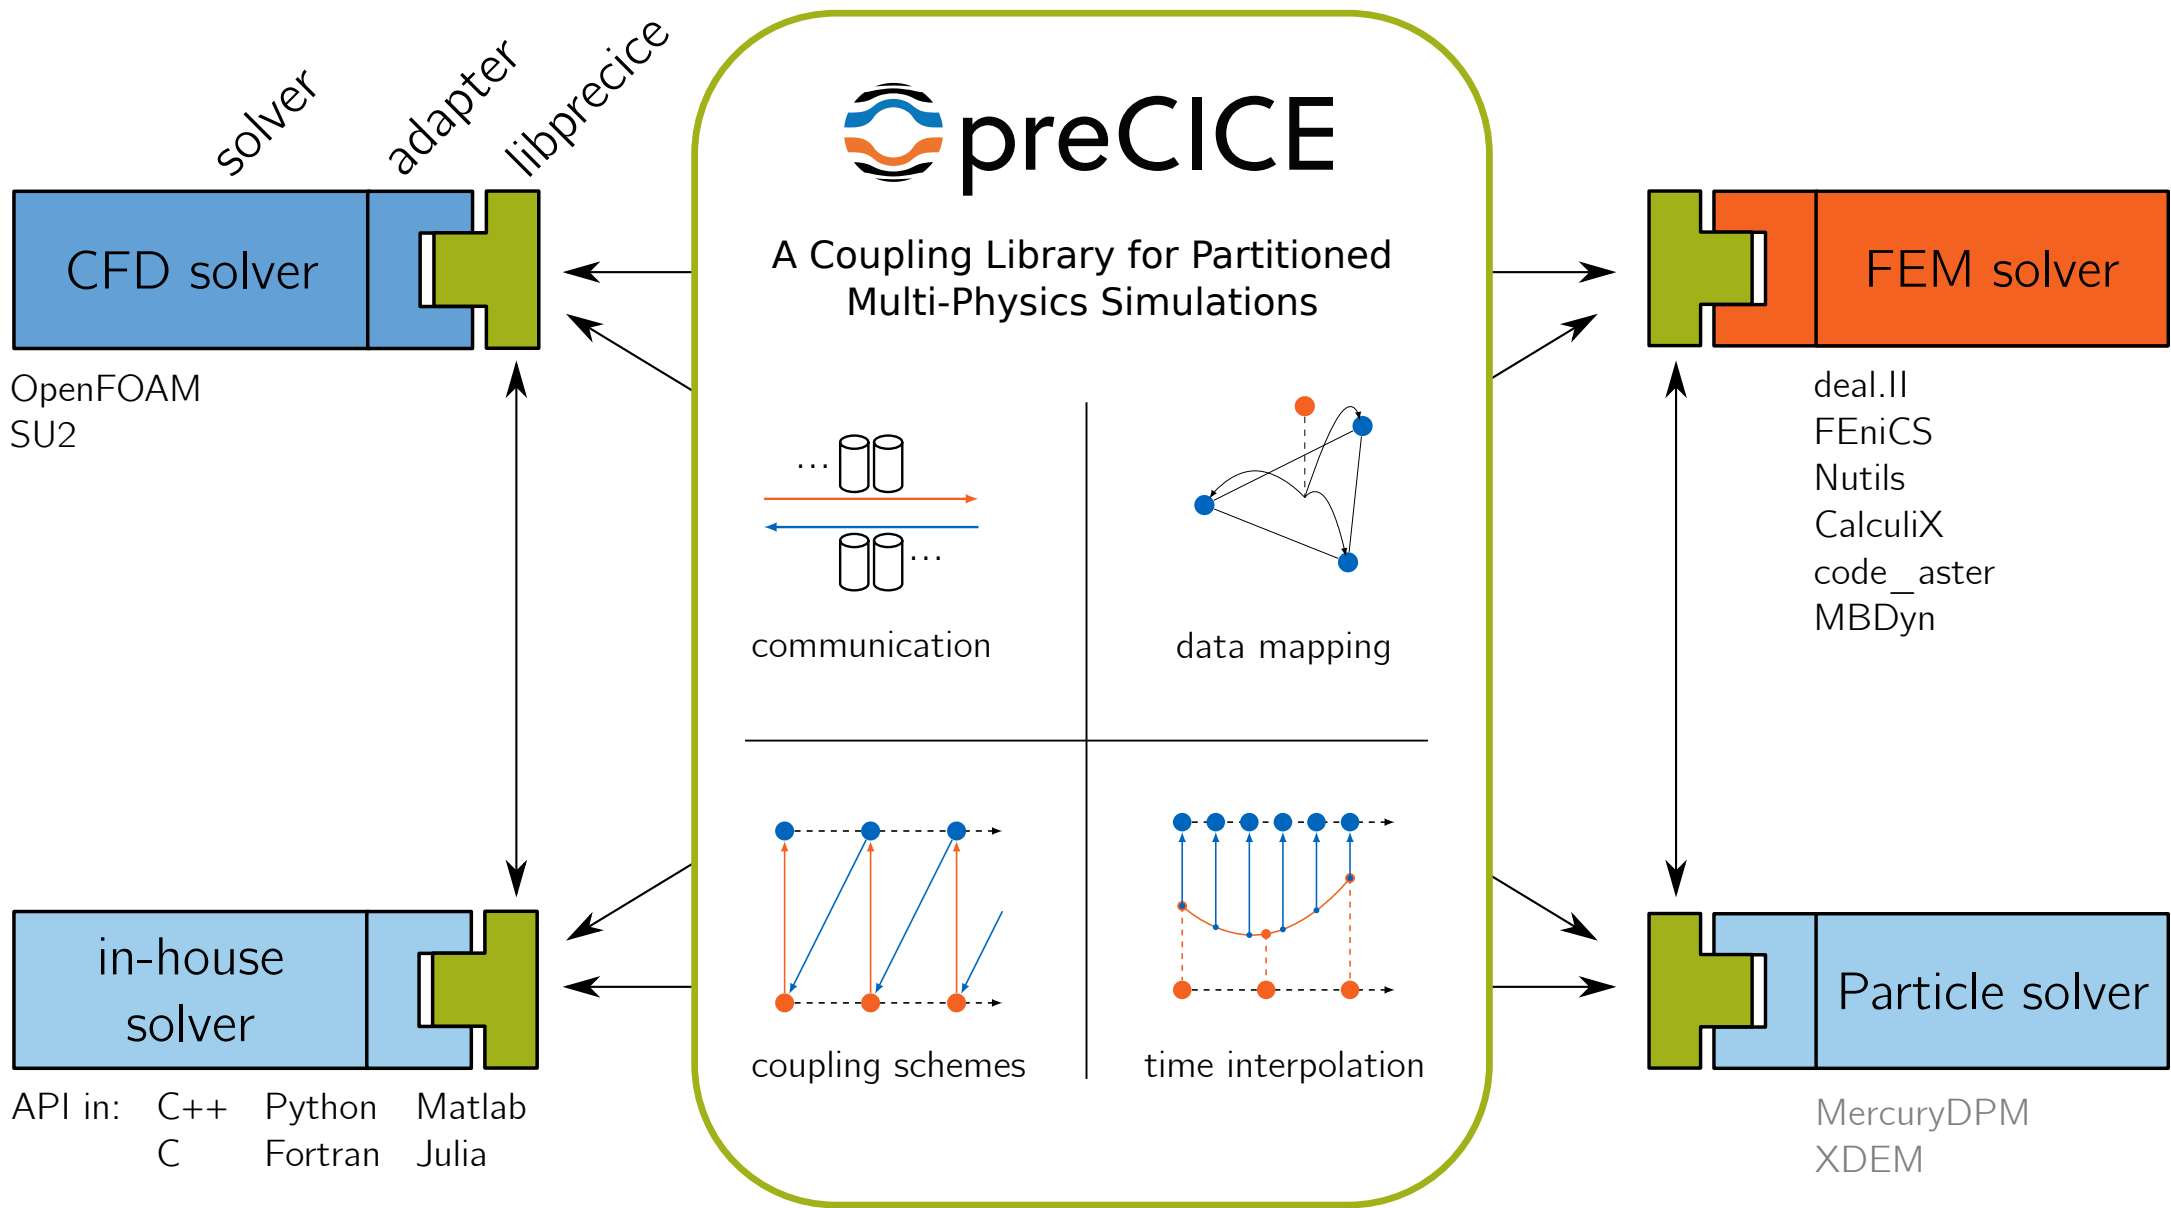 solver
adapter
libprecice
preCICE
A Coupling Library for Partitioned
Multi-Physics Simulations
CFD solver
OpenFOAM
SU2
FEM solver
deal.II
FEniCS
Nutils
CalculiX
code_aster
MBDyn
...
...
communication
data mapping
coupling schemes
time interpolation
in-house
solver
API in: C++ Python Matlab
C Fortran Julia
Particle solver
MercuryDPM
XDEM